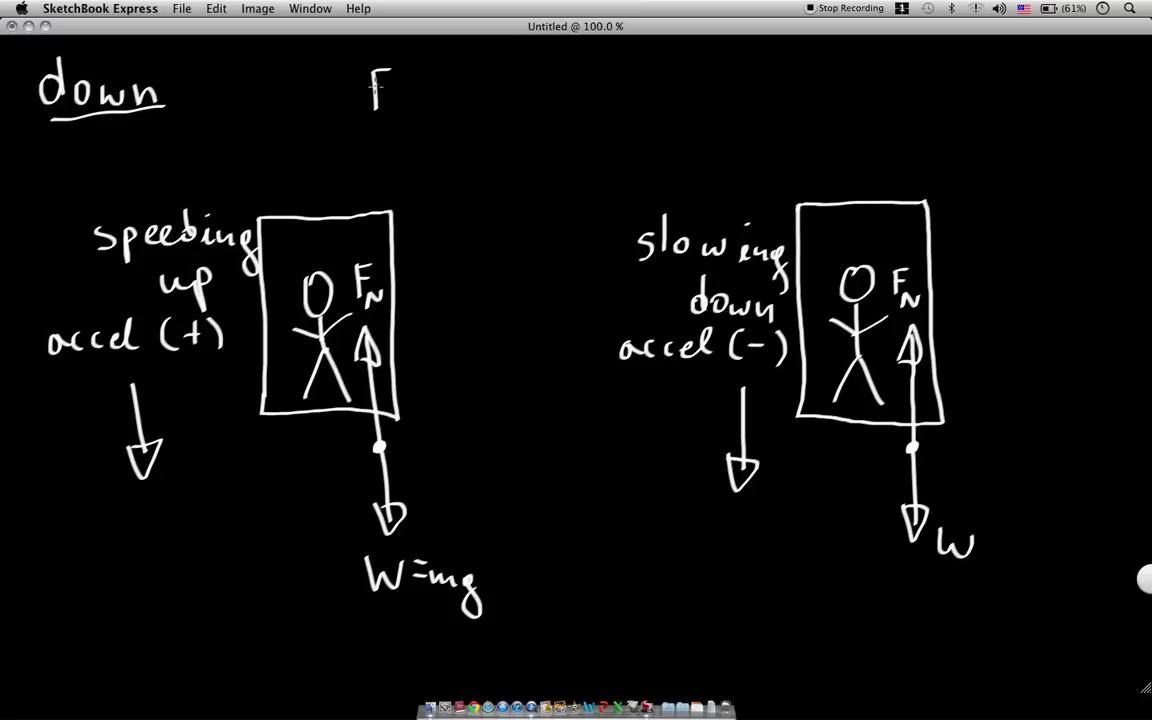 SketchBook Express File Edit Image Window Help Stop Recording 1 (61%)
Untitled @ 100.0 %
down
F
speeding
up
accel (+)
F_N
W=mg
slowing
down
accel (-)
F_N
W